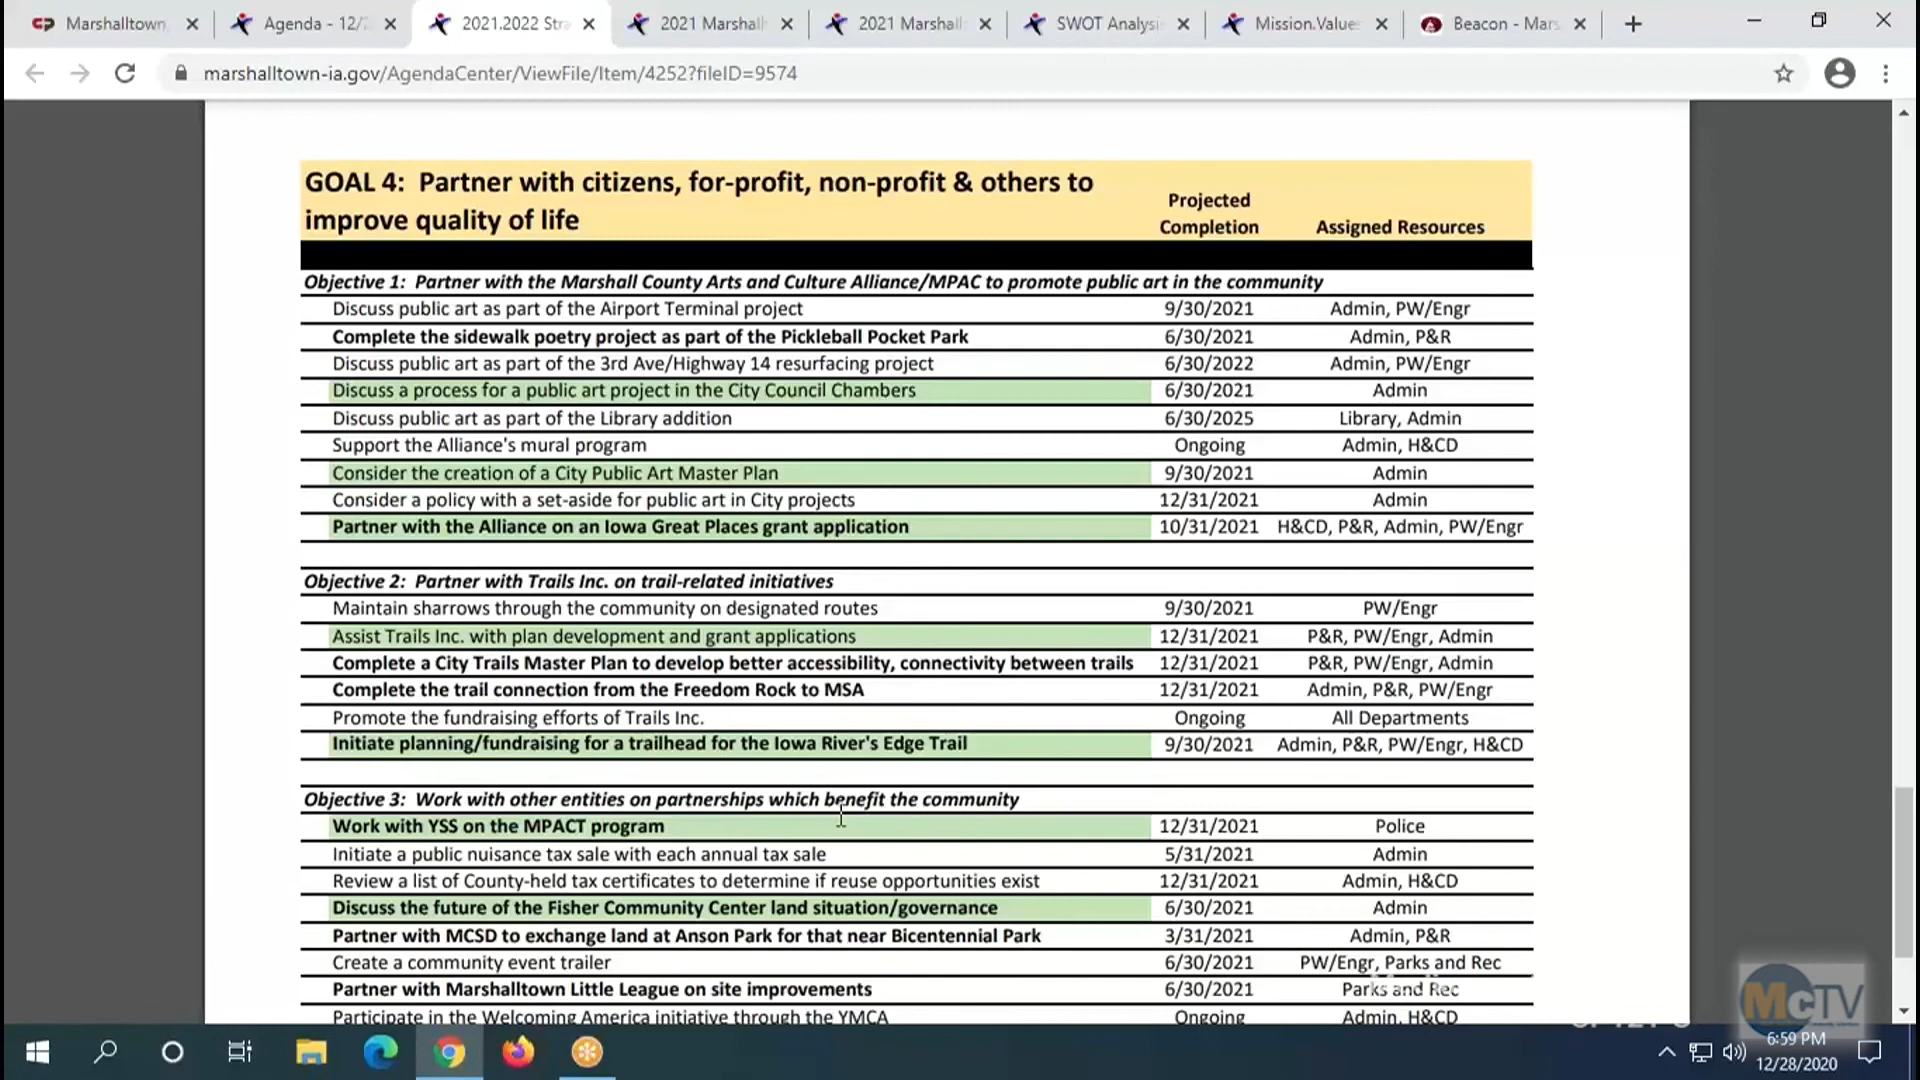 Marshalltown,
Agenda - 12/2
2021.2022 Stra
2021 Marshall
2021 Marshall
SWOT Analysis
Mission.Values
Beacon - Mars
marshalltown-ia.gov/AgendaCenter/ViewFile/Item/4252?fileID=9574
GOAL 4: Partner with citizens, for-profit, non-profit & others to
improve quality of life
Projected
Completion
Assigned Resources
Objective 1: Partner with the Marshall County Arts and Culture Alliance/MPAC to promote public art in the community
Discuss public art as part of the Airport Terminal project 9/30/2021 Admin, PW/Engr
Complete the sidewalk poetry project as part of the Pickleball Pocket Park 6/30/2021 Admin, P&R
Discuss public art as part of the 3rd Ave/Highway 14 resurfacing project 6/30/2022 Admin, PW/Engr
Discuss a process for a public art project in the City Council Chambers 6/30/2021 Admin
Discuss public art as part of the Library addition 6/30/2025 Library, Admin
Support the Alliance's mural program Ongoing Admin, H&CD
Consider the creation of a City Public Art Master Plan 9/30/2021 Admin
Consider a policy with a set-aside for public art in City projects 12/31/2021 Admin
Partner with the Alliance on an Iowa Great Places grant application 10/31/2021 H&CD, P&R, Admin, PW/Engr
Objective 2: Partner with Trails Inc. on trail-related initiatives
Maintain sharrows through the community on designated routes 9/30/2021 PW/Engr
Assist Trails Inc. with plan development and grant applications 12/31/2021 P&R, PW/Engr, Admin
Complete a City Trails Master Plan to develop better accessibility, connectivity between trails 12/31/2021 P&R, PW/Engr, Admin
Complete the trail connection from the Freedom Rock to MSA 12/31/2021 Admin, P&R, PW/Engr
Promote the fundraising efforts of Trails Inc. Ongoing All Departments
Initiate planning/fundraising for a trailhead for the Iowa River's Edge Trail 9/30/2021 Admin, P&R, PW/Engr, H&CD
Objective 3: Work with other entities on partnerships which benefit the community
Work with YSS on the MPACT program 12/31/2021 Police
Initiate a public nuisance tax sale with each annual tax sale 5/31/2021 Admin
Review a list of County-held tax certificates to determine if reuse opportunities exist 12/31/2021 Admin, H&CD
Discuss the future of the Fisher Community Center land situation/governance 6/30/2021 Admin
Partner with MCSD to exchange land at Anson Park for that near Bicentennial Park 3/31/2021 Admin, P&R
Create a community event trailer 6/30/2021 PW/Engr, Parks and Rec
Partner with Marshalltown Little League on site improvements 6/30/2021 Parks and Rec
Participate in the Welcoming America initiative through the YMCA Ongoing Admin, H&CD
McTV
6:59 PM
12/28/2020